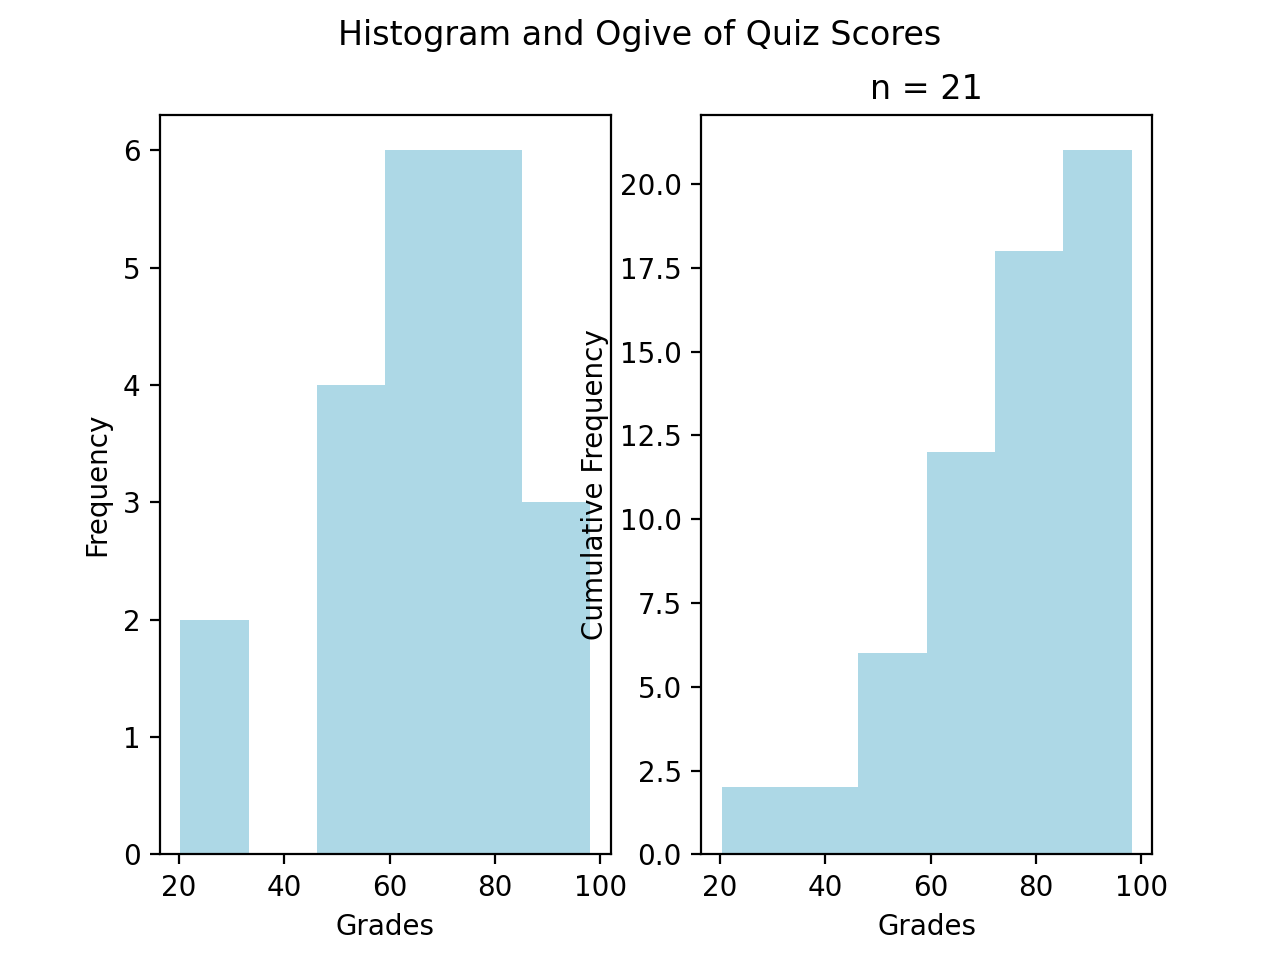 Histogram and Ogive of Quiz Scores
6
5
4
3
2
1
0
Frequency
20 40 60 80 100
Grades
n = 21
20.0
17.5
15.0
12.5
10.0
7.5
5.0
2.5
0.0
Cumulative Frequency
20 40 60 80 100
Grades